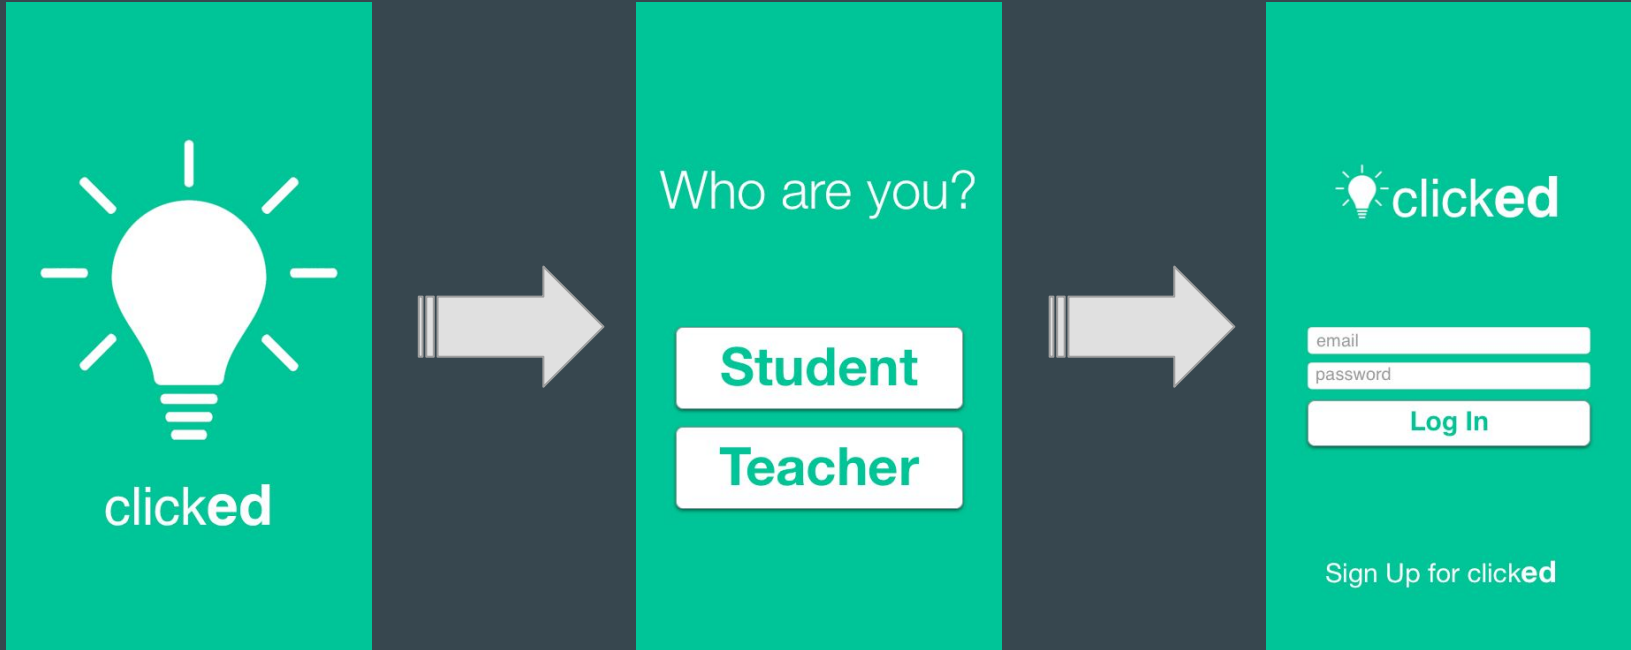 clicked
Who are you?
Student
Teacher
clicked
email
password
Log In
Sign Up for clicked